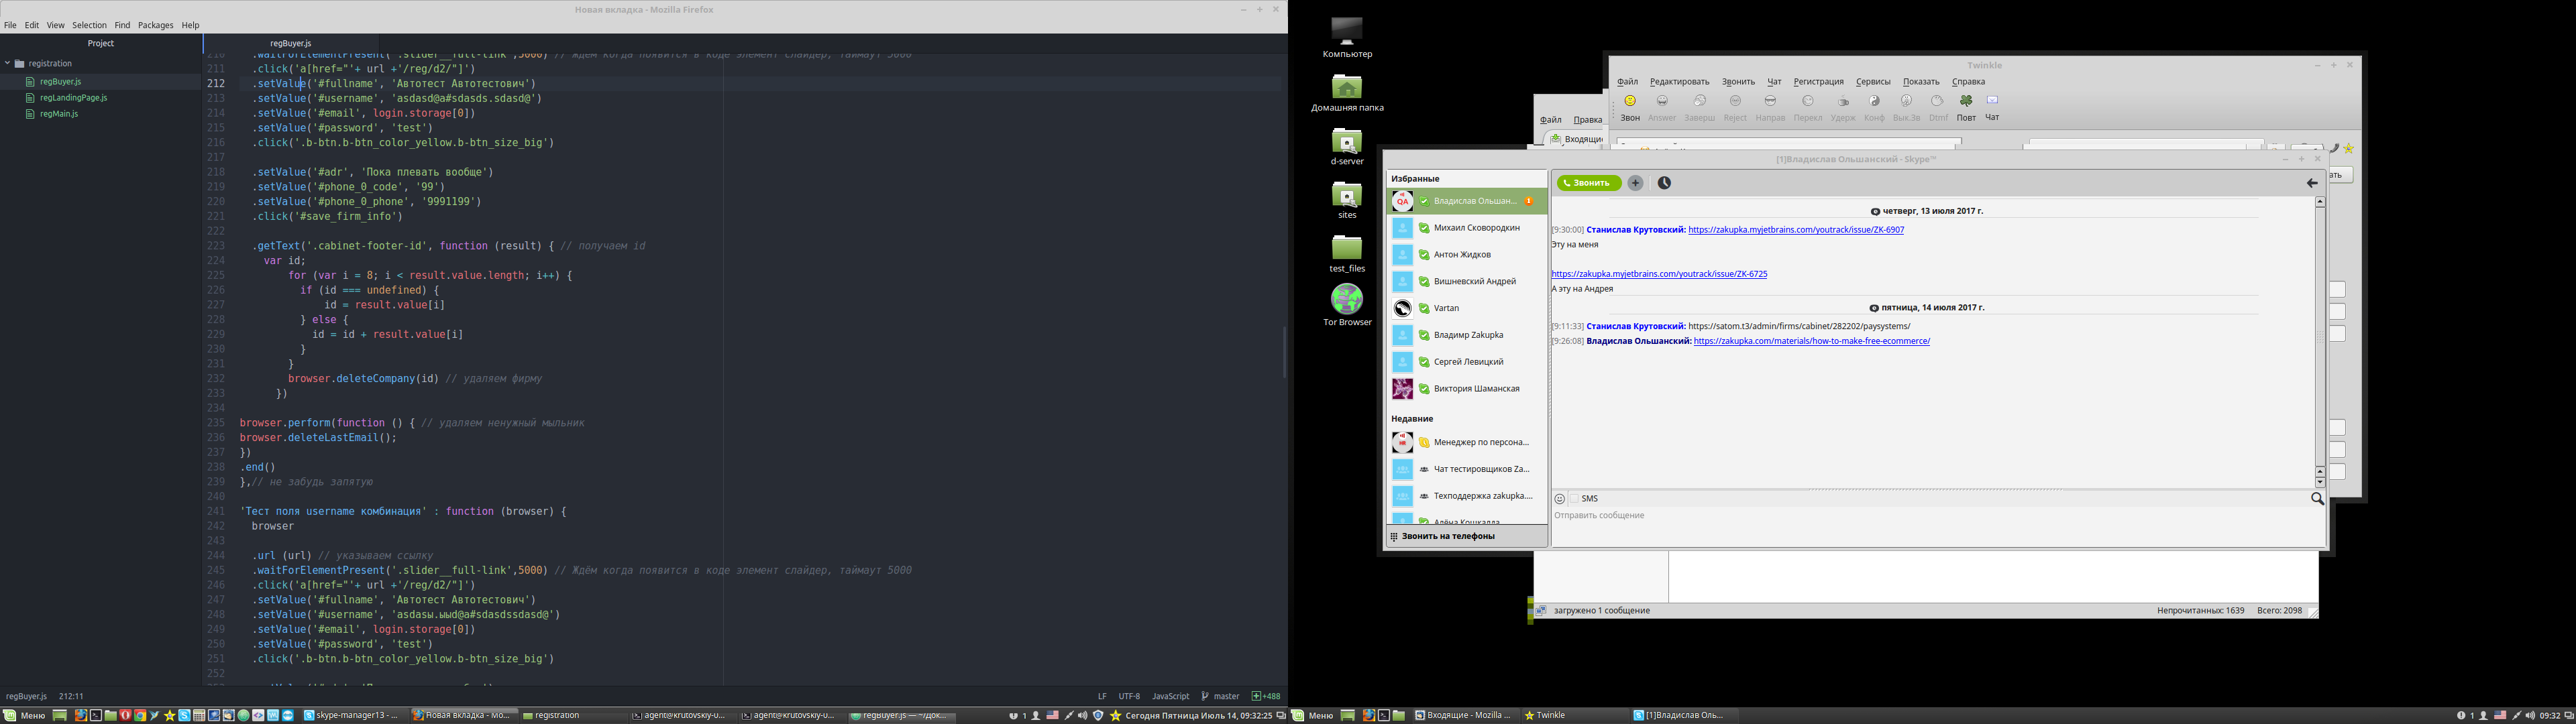 Новая вкладка - Mozilla Firefox
File Edit View Selection Find Packages Help
Project
registration
regBuyer.js
regLandingPage.js
regMain.js
regBuyer.js
210 .waitForElementPresent('.slider__full-link',5000) // Ждём когда появится в коде элемент слайдер, таймаут 5000
211 .click('a[href="'+ url +'/reg/d2/"]')
212 .setValue('#fullname', 'Автотест Автотестович')
213 .setValue('#username', 'asdasd@a#sdasds.sdasd@')
214 .setValue('#email', login.storage[0])
215 .setValue('#password', 'test')
216 .click('.b-btn.b-btn_color_yellow.b-btn_size_big')
217
218 .setValue('#adr', 'Пока плевать вообще')
219 .setValue('#phone_0_code', '99')
220 .setValue('#phone_0_phone', '9991199')
221 .click('#save_firm_info')
222
223 .getText('.cabinet-footer-id', function (result) { // получаем id
224 var id;
225 for (var i = 8; i < result.value.length; i++) {
226 if (id === undefined) {
227 id = result.value[i]
228 } else {
229 id = id + result.value[i]
230 }
231 }
232 browser.deleteCompany(id) // удаляем фирму
233 })
234
235 browser.perform(function () { // удаляем ненужный мыльник
236 browser.deleteLastEmail();
237 })
238 .end()
239 },// не забудь запятую
240
241 'Тест поля username комбинация' : function (browser) {
242 browser
243
244 .url (url) // указываем ссылку
245 .waitForElementPresent('.slider__full-link',5000) // Ждём когда появится в коде элемент слайдер, таймаут 5000
246 .click('a[href="'+ url +'/reg/d2/"]')
247 .setValue('#fullname', 'Автотест Автотестович')
248 .setValue('#username', 'asdasы.ыыd@a#sdasdssdasd@')
249 .setValue('#email', login.storage[0])
250 .setValue('#password', 'test')
251 .click('.b-btn.b-btn_color_yellow.b-btn_size_big')
252
regBuyer.js 212:11
LF UTF-8 JavaScript master +488
Меню skype-manager13 - ... Новая вкладка - Mo... registration agent@krutovskiy-u... agent@krutovskiy-u... regBuyer.js — ~/Док... 1 Сегодня Пятница Июль 14, 09:32:25
Компьютер
Домашняя папка
d-server
sites
test_files
Tor Browser
Twinkle
Файл Редактировать Звонить Чат Регистрация Сервисы Показать Справка
Звон Answer Заверш Reject Направ Перекл Удерж Конф Вык.Зв Dtmf Повт Чат
Файл Правка
Входящие
[1]Владислав Ольшанский - Skype™
Избранные
Владислав Ольшан...
Михаил Сковородкин
Антон Жидков
Вишневский Андрей
Vartan
Владимр Zakupka
Сергей Левицкий
Виктория Шаманская
Недавние
Менеджер по персона...
Чат тестировщиков Za...
Техподдержка zakupka....
Алёна Кошкалда
Звонить на телефоны
Звонить
четверг, 13 июля 2017 г.
[9:30:00] Станислав Крутовский: https://zakupka.myjetbrains.com/youtrack/issue/ZK-6907
Эту на меня
https://zakupka.myjetbrains.com/youtrack/issue/ZK-6725
А эту на Андрея
пятница, 14 июля 2017 г.
[9:11:33] Станислав Крутовский: https://satom.t3/admin/firms/cabinet/282202/paysystems/
[9:26:08] Владислав Ольшанский: https://zakupka.com/materials/how-to-make-free-ecommerce/
SMS
Отправить сообщение
ать
загружено 1 сообщение
Непрочитанных: 1639 Всего: 2098
Меню Входящие - Mozilla ... Twinkle [1]Владислав Оль... 1 09:32